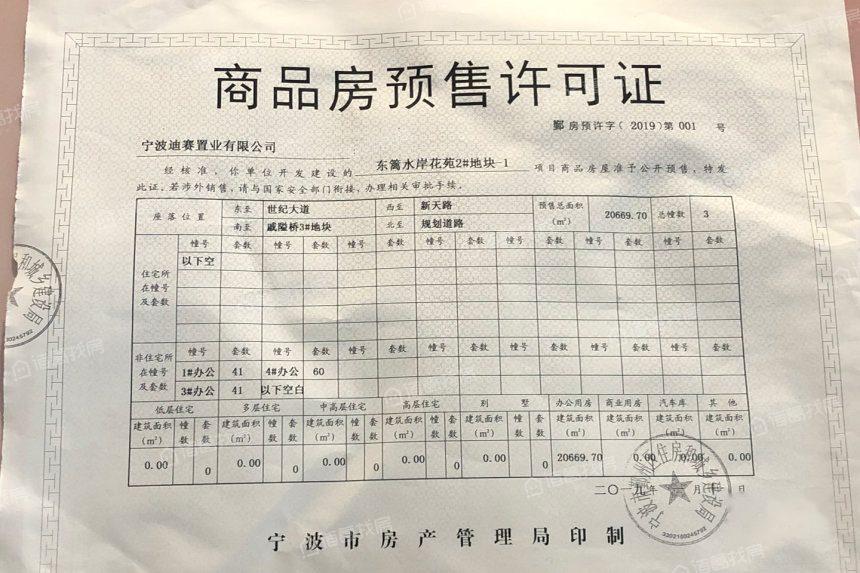 商品房预售许可证
鄞房预许字( 2019)第 001 号
宁波迪赛置业有限公司
经核准,你单位开发建设的 东篱水岸花苑2#地块-1 项目商品房屋准予公开预售,特发
此证。若涉外销售,请与国家安全部门衔接,办理相关审批手续。
座落位置 东至 世纪大道 西至 新天路 预售总面积(㎡) 20669.70 总幢数 3
南至 戚隘桥3#地块 北至 规划道路
住宅所在幢号及套数 幢号 套数 幢号 套数 幢号 套数 幢号 套数 幢号 套数 幢号 套数 幢号 套数
以下空
非住宅所在幢号及套数 幢号 套数 幢号 套数 幢号 套数 幢号 套数 幢号 套数 幢号 套数 幢号 套数
1#办公 41 4#办公 60
3#办公 41 以下空白
低层住宅 多层住宅 中高层住宅 高层住宅 别墅 办公用房 商业用房 汽车库 其他
建筑面积(㎡) 幢数 套数 建筑面积(㎡) 幢数 套数 建筑面积(㎡) 幢数 套数 建筑面积(㎡) 幢数 套数 建筑面积(㎡) 幢数 套数 建筑面积(㎡) 建筑面积(㎡) 建筑面积(㎡) 建筑面积(㎡)
0.00 0 0.00 0 0.00 0 0.00 0 0.00 0 20669.70 0.00 0.00 0.00
二〇一九年 月 日
宁波市房产管理局印制